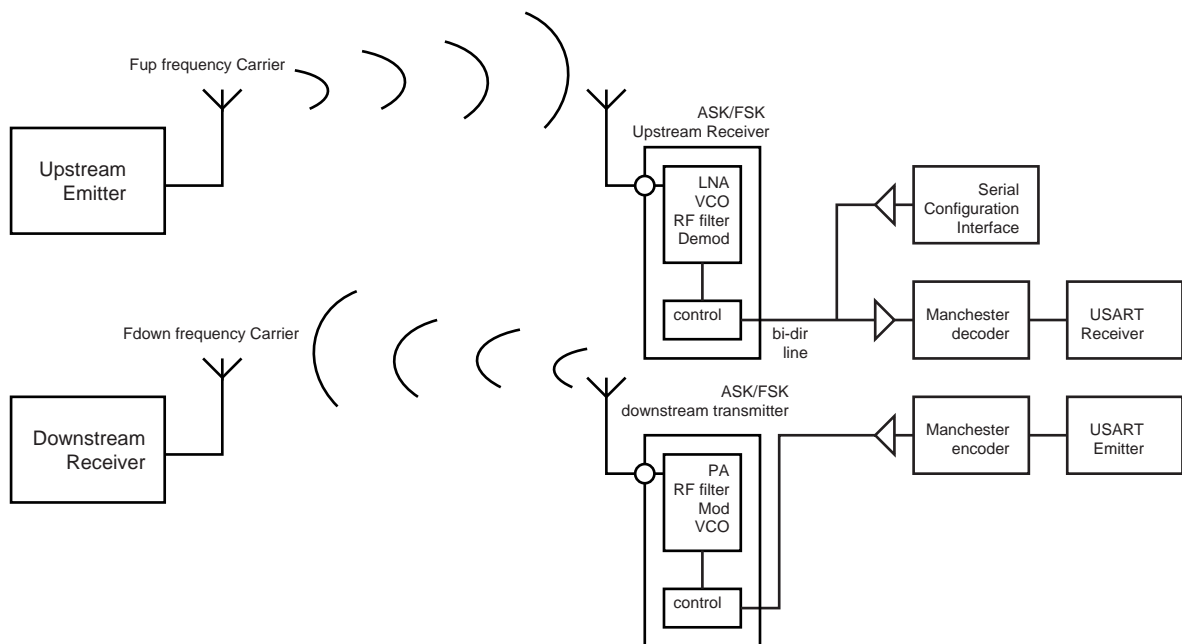 Fup frequency Carrier
Upstream
Emitter
ASK/FSK
Upstream Receiver
LNA
VCO
RF filter
Demod
control
bi-dir
line
Serial
Configuration
Interface
Manchester
decoder
USART
Receiver
Fdown frequency Carrier
Downstream
Receiver
ASK/FSK
downstream transmitter
PA
RF filter
Mod
VCO
control
Manchester
encoder
USART
Emitter